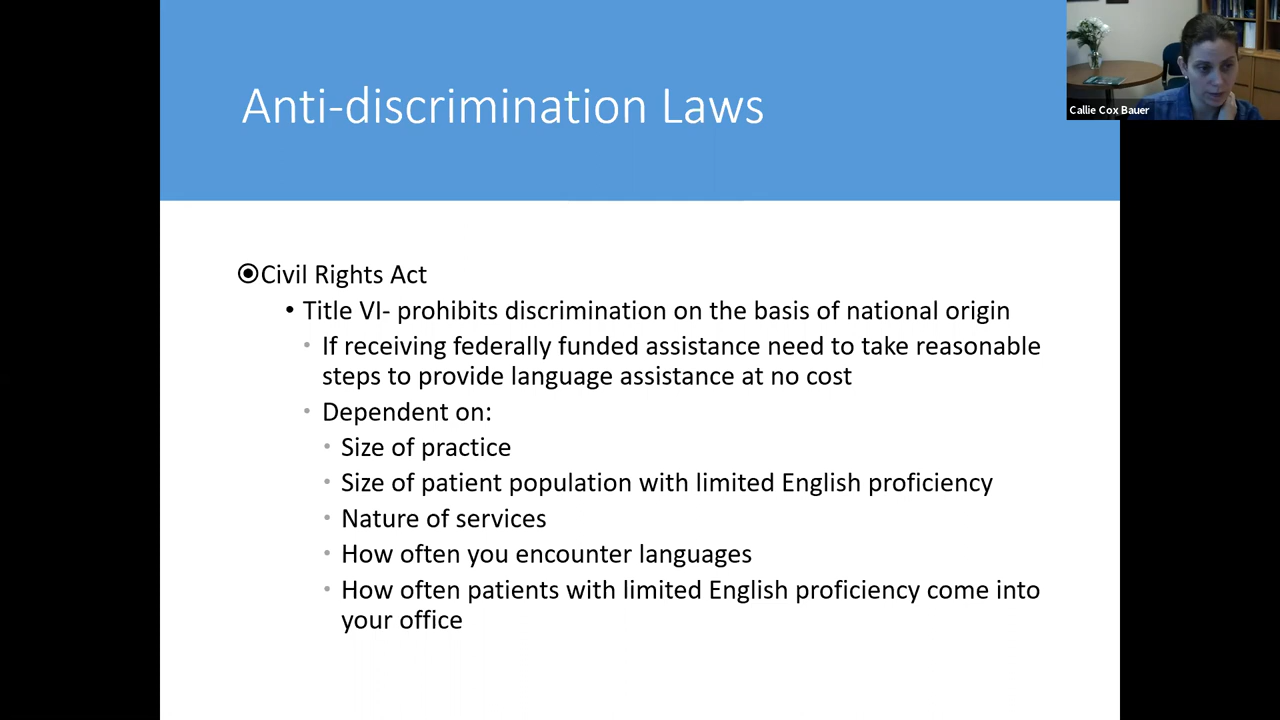 Anti-discrimination Laws
Callie Cox Bauer
Civil Rights Act
• Title VI- prohibits discrimination on the basis of national origin
• If receiving federally funded assistance need to take reasonable
steps to provide language assistance at no cost
• Dependent on:
• Size of practice
• Size of patient population with limited English proficiency
• Nature of services
• How often you encounter languages
• How often patients with limited English proficiency come into
your office